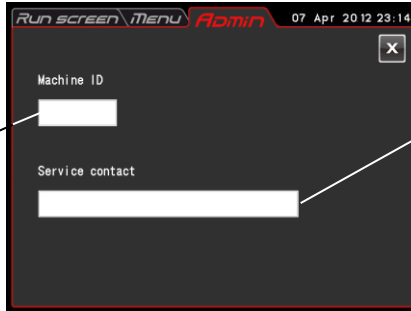 Run screen Menu Admin 07 Apr 2012 23:14
X
Machine ID
Service contact